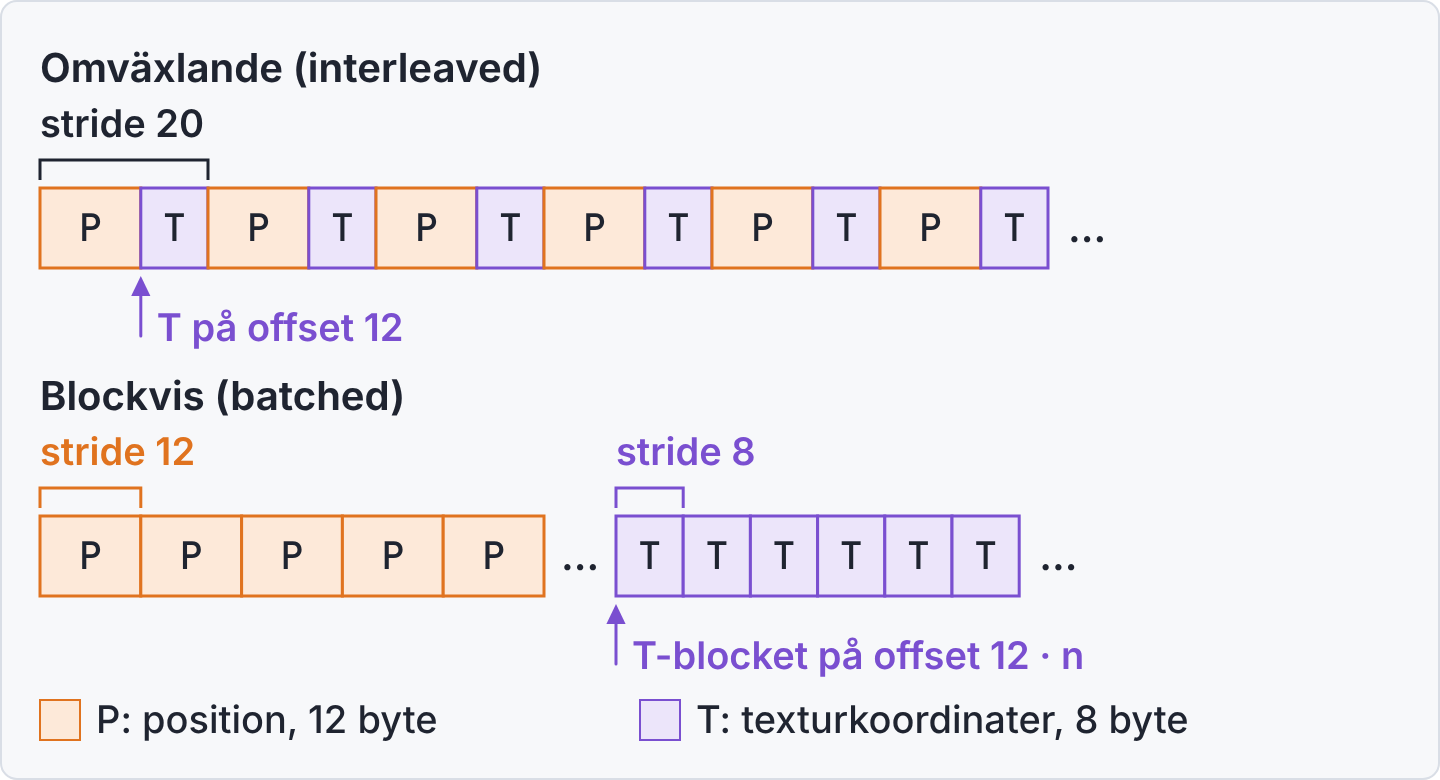 Omväxlande (interleaved)
stride 20
P T P T P T P T P T P T ...
T på offset 12
Blockvis (batched)
stride 12 stride 8
P P P P P ... T T T T T T ...
T-blocket på offset 12 · n
P: position, 12 byte T: texturkoordinater, 8 byte